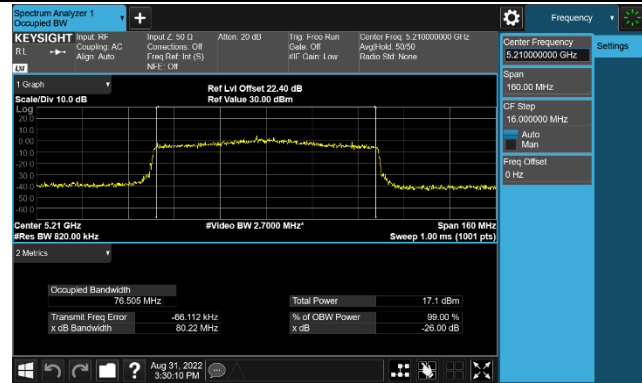 Spectrum Analyzer 1
Occupied BW
Frequency
KEYSIGHT
RL
LXI
Input: RF
Coupling: AC
Align: Auto
Input Z: 50 Ω
Corrections: Off
Freq Ref: Int (S)
NFE: Off
Atten: 20 dB
Trig: Free Run
Gate: Off
#IF Gain: Low
Center Freq: 5.210000000 GHz
Avg|Hold: 50/50
Radio Std: None
Center Frequency
5.210000000 GHz
Settings
Span
160.00 MHz
CF Step
16.000000 MHz
Auto
Man
Freq Offset
0 Hz
1 Graph
Scale/Div 10.0 dB
Ref Lvl Offset 22.40 dB
Ref Value 30.00 dBm
Log
20.0
10.0
0.00
-10.0
-20.0
-30.0
-40.0
-50.0
-60.0
Center 5.21 GHz
#Video BW 2.7000 MHz*
Span 160 MHz
#Res BW 820.00 kHz
Sweep 1.00 ms (1001 pts)
2 Metrics
Occupied Bandwidth
76.505 MHz
Total Power
17.1 dBm
Transmit Freq Error
-66.112 kHz
% of OBW Power
99.00 %
x dB Bandwidth
80.22 MHz
x dB
-26.00 dB
?
Aug 31, 2022
3:30:10 PM